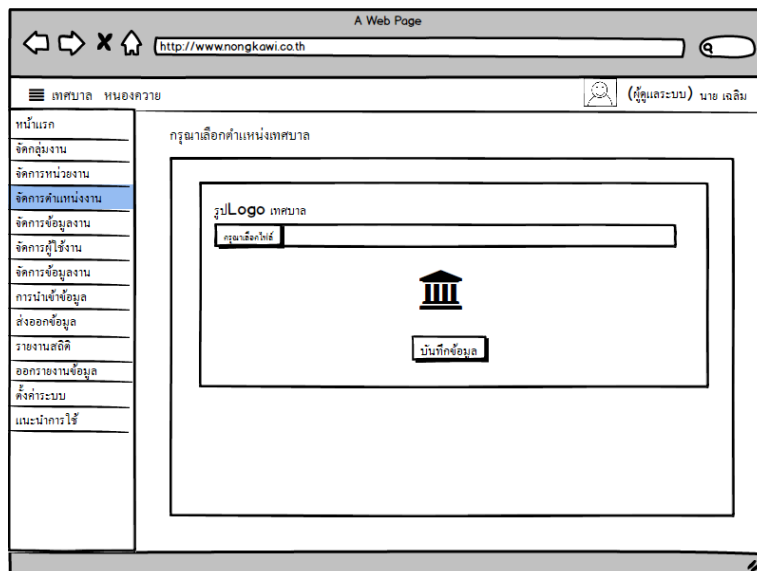 A Web Page
http://www.nongkawi.co.th
เทศบาล หนองควาย
(ผู้ดูแลระบบ) นาย เฉลิม
หน้าแรก
จัดกลุ่มงาน
จัดการหน่วยงาน
จัดการตำแหน่งงาน
จัดการข้อมูลงาน
จัดการผู้ใช้งาน
จัดการข้อมูลงาน
การนำเข้าข้อมูล
ส่งออกข้อมูล
รายงานสถิติ
ออกรายงานข้อมูล
ตั้งค่าระบบ
แนะนำการใช้
กรุณาเลือกตำแหน่งเทศบาล
รูปLogo เทศบาล
กรุณาเลือกไฟล์
บันทึกข้อมูล